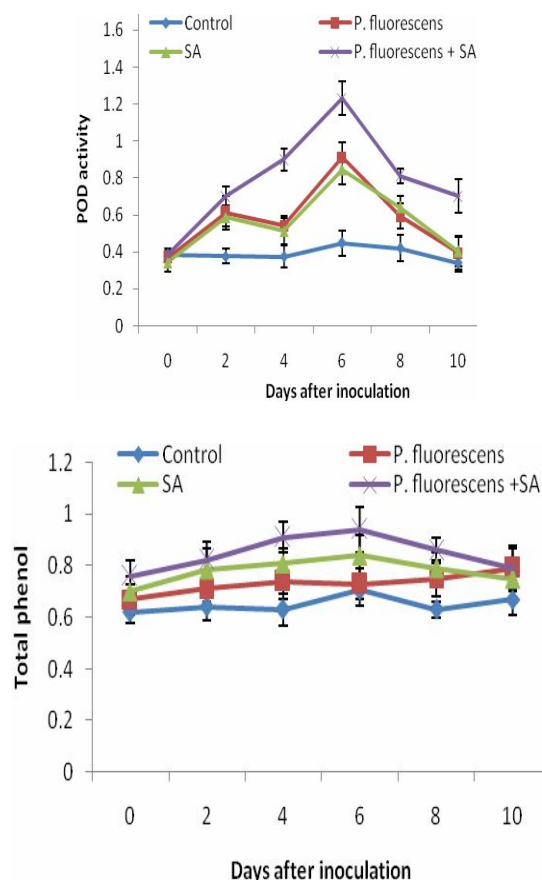 Control P. fluorescens
SA P. fluorescens + SA
1.6
1.4
1.2
1
0.8
0.6
0.4
0.2
0
POD activity
0 2 4 6 8 10
Days after inoculation
Control P. fluorescens
SA P. fluorescens +SA
1.2
1
0.8
0.6
0.4
0.2
0
Total phenol
0 2 4 6 8 10
Days after inoculation